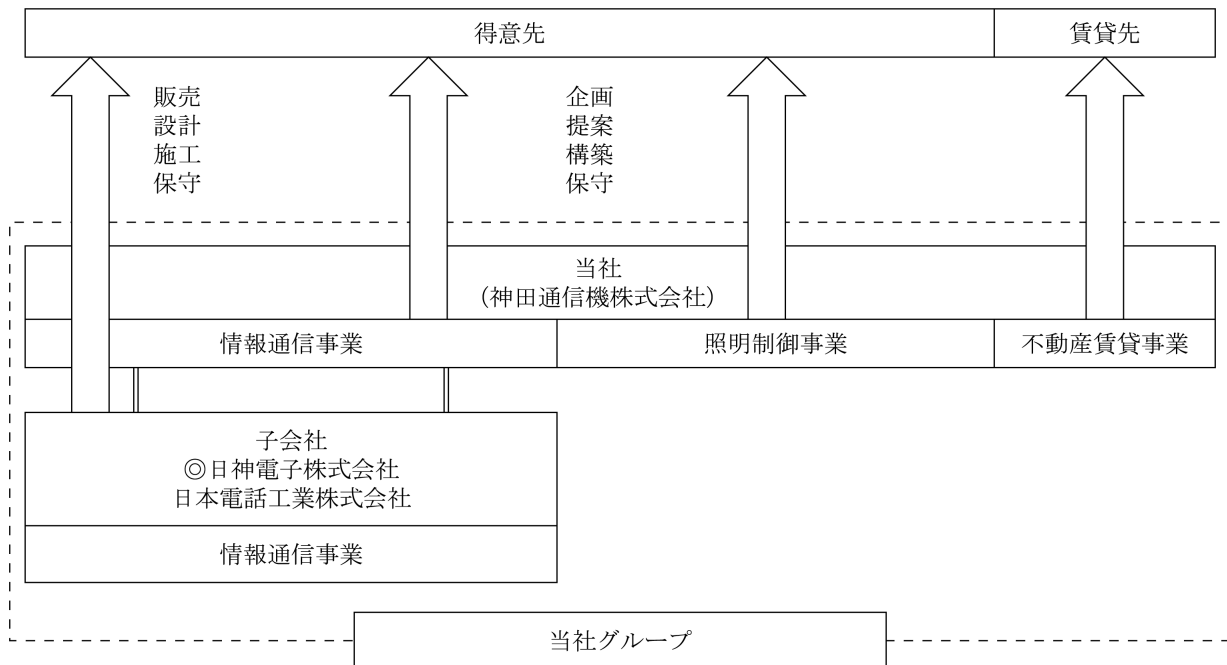 得意先
賃貸先
販売
設計
施工
保守
企画
提案
構築
保守
当社
(神田通信機株式会社)
情報通信事業
照明制御事業
不動産賃貸事業
子会社
◎日神電子株式会社
日本電話工業株式会社
情報通信事業
当社グループ